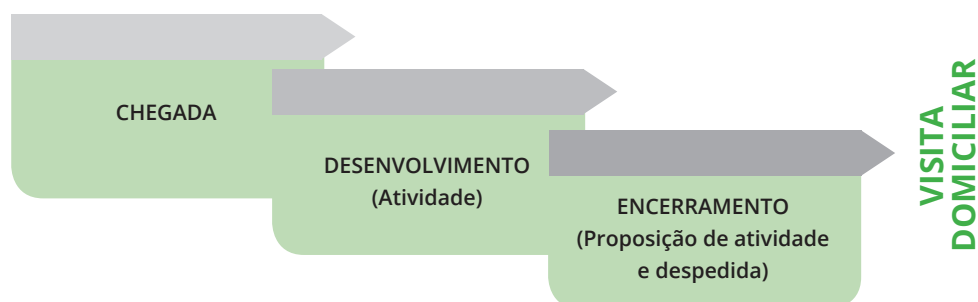 CHEGADA
DESENVOLVIMENTO
(Atividade)
ENCERRAMENTO
(Proposição de atividade
e despedida)
VISITA
DOMICILIAR